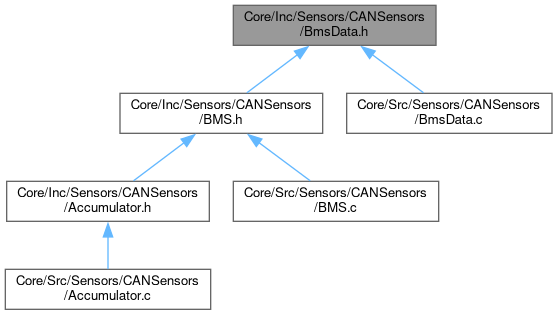 Core/Inc/Sensors/CANSensors
/BmsData.h
Core/Inc/Sensors/CANSensors
/BMS.h
Core/Src/Sensors/CANSensors
/BmsData.c
Core/Inc/Sensors/CANSensors
/Accumulator.h
Core/Src/Sensors/CANSensors
/BMS.c
Core/Src/Sensors/CANSensors
/Accumulator.c